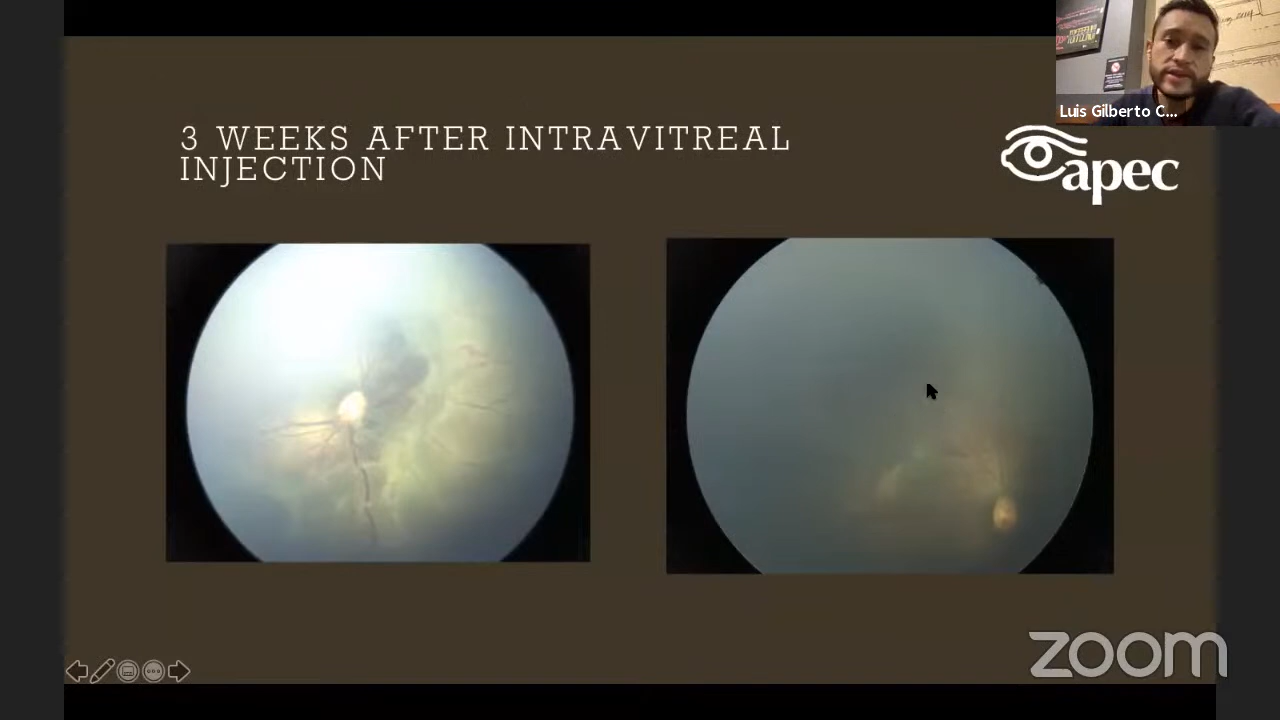 Luis Gilberto C...
3 WEEKS AFTER INTRAVITREAL
INJECTION
apec
zoom